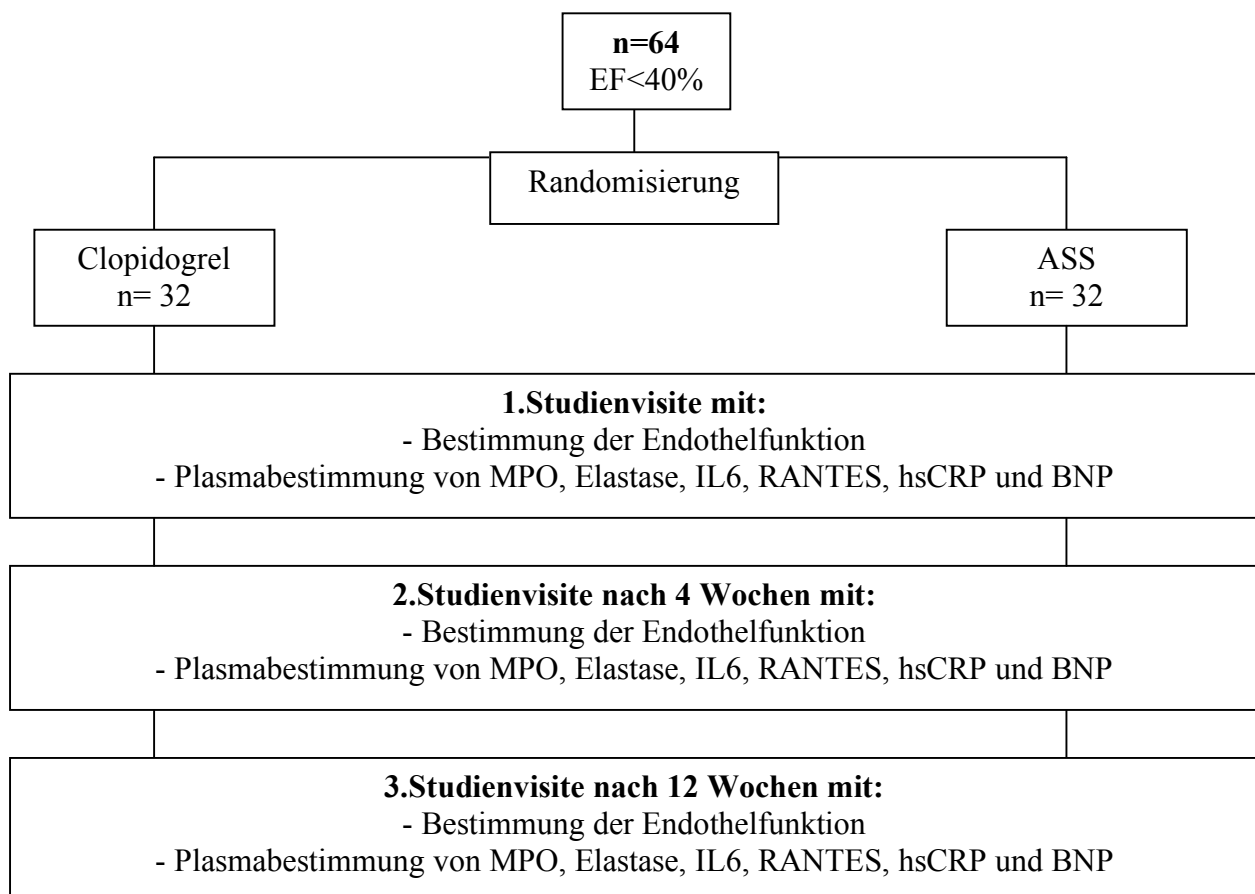 n=64
EF<40%
Randomisierung
Clopidogrel
n= 32
ASS
n= 32
1.Studienvisite mit:
- Bestimmung der Endothelfunktion
- Plasmabestimmung von MPO, Elastase, IL6, RANTES, hsCRP und BNP
2.Studienvisite nach 4 Wochen mit:
- Bestimmung der Endothelfunktion
- Plasmabestimmung von MPO, Elastase, IL6, RANTES, hsCRP und BNP
3.Studienvisite nach 12 Wochen mit:
- Bestimmung der Endothelfunktion
- Plasmabestimmung von MPO, Elastase, IL6, RANTES, hsCRP und BNP